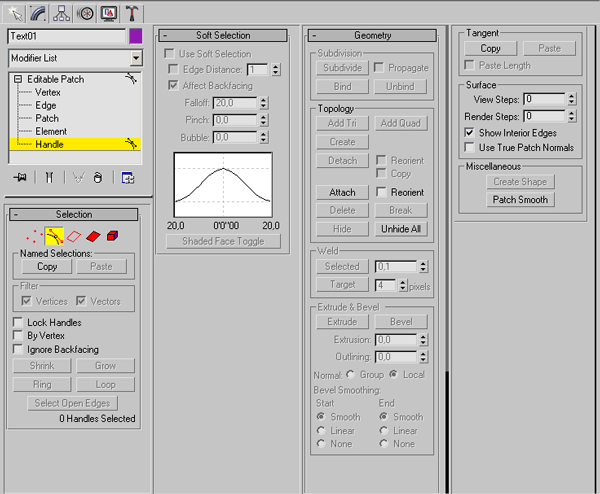 Text01
Modifier List
Editable Patch
Vertex
Edge
Patch
Element
Handle
- Selection
Named Selections:
Copy Paste
Filter
Vertices Vectors
Lock Handles
By Vertex
Ignore Backfacing
Shrink Grow
Ring Loop
Select Open Edges
0 Handles Selected
- Soft Selection
Use Soft Selection
Edge Distance: 1
Affect Backfacing
Falloff: 20,0
Pinch: 0,0
Bubble: 0,0
20,0 0'0"00 20,0
Shaded Face Toggle
- Geometry
Subdivision
Subdivide Propagate
Bind Unbind
Topology
Add Tri Add Quad
Create
Detach Reorient
Copy
Attach Reorient
Delete Break
Hide Unhide All
Weld
Selected 0,1
Target 4 pixels
Extrude & Bevel
Extrude Bevel
Extrusion: 0,0
Outlining: 0,0
Normal: Group Local
Bevel Smoothing:
Start End
Smooth Smooth
Linear Linear
None None
Tangent
Copy Paste
Paste Length
Surface
View Steps: 0
Render Steps: 0
Show Interior Edges
Use True Patch Normals
Miscellaneous
Create Shape
Patch Smooth